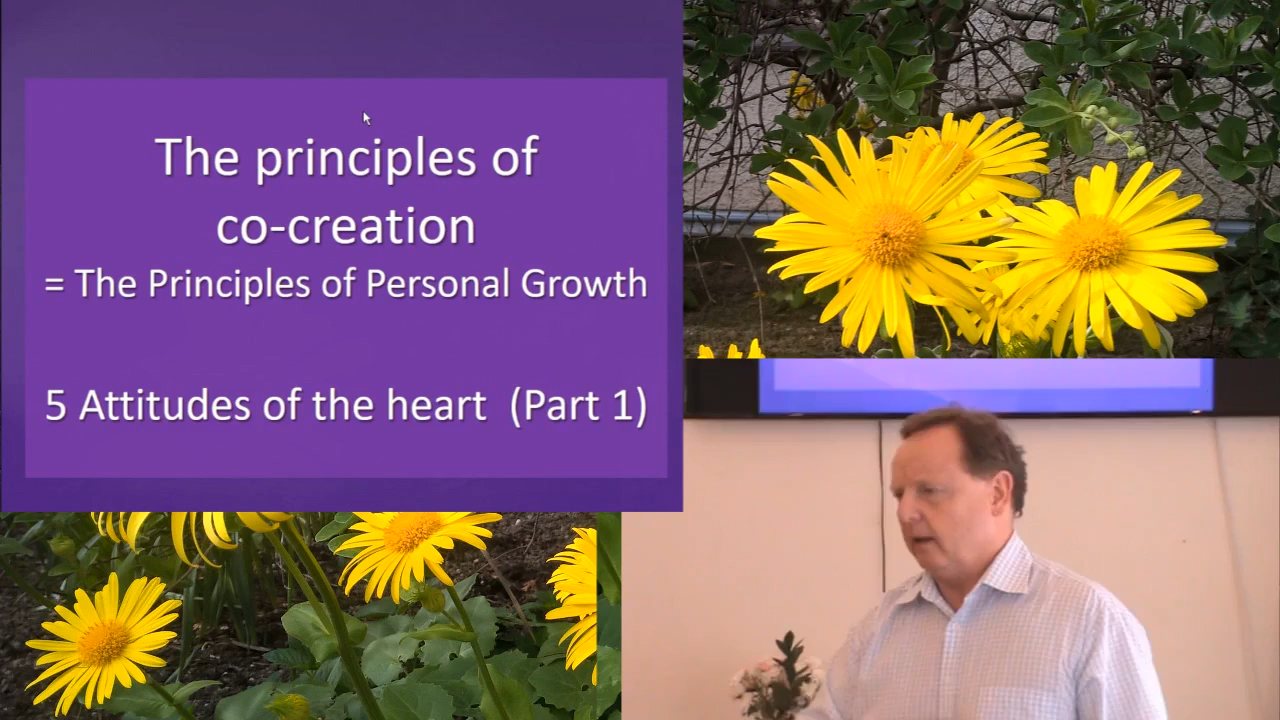 The principles of
co-creation
= The Principles of Personal Growth
5 Attitudes of the heart (Part 1)